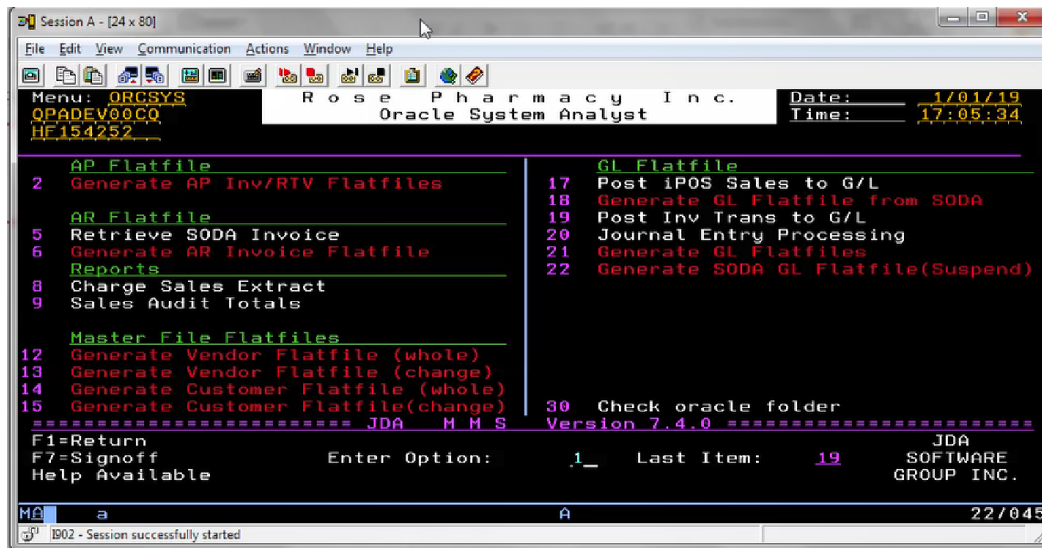 Session A - [24 x 80]
File Edit View Communication Actions Window Help
Menu: ORCSYS Rose Pharmacy Inc. Date: 1/01/19
QPADEV00CQ Oracle System Analyst Time: 17:05:34
HF154252
AP Flatfile GL Flatfile
2 Generate AP Inv/RTV Flatfiles 17 Post iPOS Sales to G/L
18 Generate GL Flatfile from SODA
AR Flatfile 19 Post Inv Trans to G/L
5 Retrieve SODA Invoice 20 Journal Entry Processing
6 Generate AR Invoice Flatfile 21 Generate GL Flatfiles
Reports 22 Generate SODA GL Flatfile(Suspend)
8 Charge Sales Extract
9 Sales Audit Totals
Master File Flatfiles
12 Generate Vendor Flatfile (whole)
13 Generate Vendor Flatfile (change)
14 Generate Customer Flatfile (whole)
15 Generate Customer Flatfile(change) 30 Check oracle folder
========================= JDA M M S Version 7.4.0 ========================
F1=Return JDA
F7=Signoff Enter Option: 1_ Last Item: 19 SOFTWARE
Help Available GROUP INC.
MA a A 22/045
I902 - Session successfully started